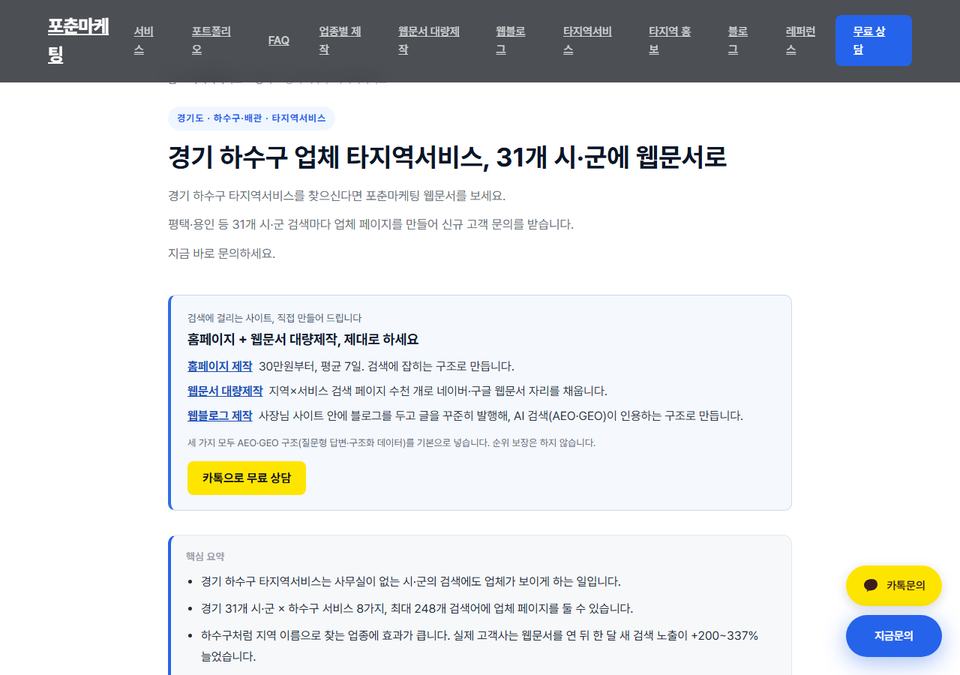 포춘마케
팅
서비
스
포트폴리
오
FAQ
업종별 제
작
웹문서 대량제
작
웹블로
그
타지역서비
스
타지역 홍
보
블로
그
레퍼런
스
무료 상
담
경기도 · 하수구·배관 · 타지역서비스
경기 하수구 업체 타지역서비스, 31개 시·군에 웹문서로
경기 하수구 타지역서비스를 찾으신다면 포춘마케팅 웹문서를 보세요.
평택·용인 등 31개 시·군 검색마다 업체 페이지를 만들어 신규 고객 문의를 받습니다.
지금 바로 문의하세요.
검색에 걸리는 사이트, 직접 만들어 드립니다
홈페이지 + 웹문서 대량제작, 제대로 하세요
홈페이지 제작 30만원부터, 평균 7일. 검색에 잡히는 구조로 만듭니다.
웹문서 대량제작 지역×서비스 검색 페이지 수천 개로 네이버·구글 웹문서 자리를 채웁니다.
웹블로그 제작 사장님 사이트 안에 블로그를 두고 글을 꾸준히 발행해, AI 검색(AEO·GEO)이 인용하는 구조로 만듭니다.
세 가지 모두 AEO·GEO 구조(질문형 답변·구조화 데이터)를 기본으로 넣습니다. 순위 보장은 하지 않습니다.
카톡으로 무료 상담
핵심 요약
• 경기 하수구 타지역서비스는 사무실이 없는 시·군의 검색에도 업체가 보이게 하는 일입니다.
• 경기 31개 시·군 × 하수구 서비스 8가지, 최대 248개 검색어에 업체 페이지를 둘 수 있습니다.
• 하수구처럼 지역 이름으로 찾는 업종에 효과가 큽니다. 실제 고객사는 웹문서를 연 뒤 한 달 새 검색 노출이 +200~337%
늘었습니다.
카톡문의
지금문의